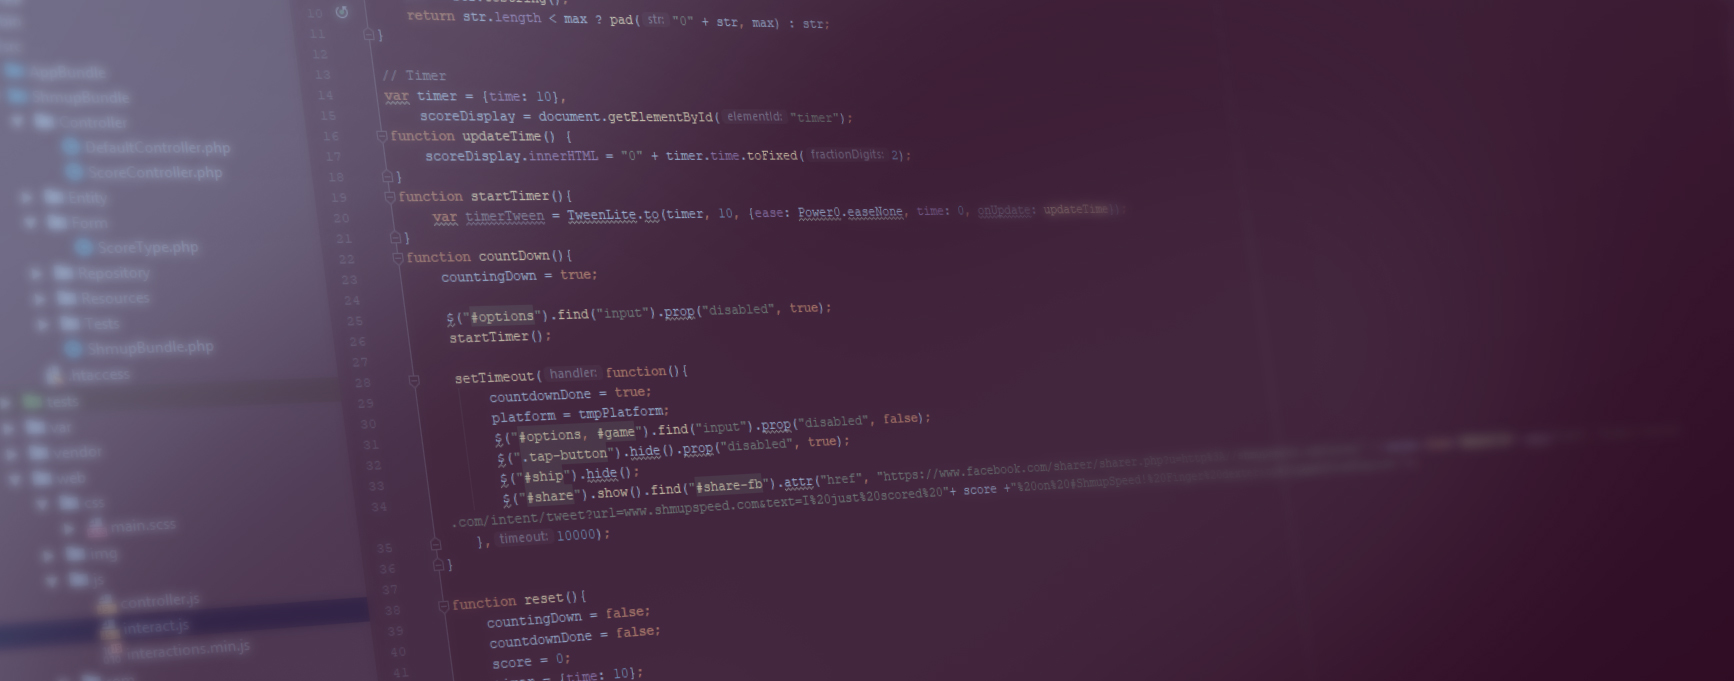 AppBundle
ShmupBundle
Controller
DefaultController.php
ScoreController.php
Entity
Form
ScoreType.php
Repository
Resources
Tests
ShmupBundle.php
.htaccess
tests
var
vendor
web
css
main.scss
img
js
controller.js
interact.js
interactions.min.js
10 return str.length < max ? pad( str: "0" + str, max) : str;
11 }
12
13 // Timer
14 var timer = {time: 10},
15 scoreDisplay = document.getElementById( elementId: "timer");
16 function updateTime() {
17 scoreDisplay.innerHTML = "0" + timer.time.toFixed( fractionDigits: 2);
18 }
19 function startTimer(){
20 var timerTween = TweenLite.to(timer, 10, {ease: Power0.easeNone, time: 0, onUpdate: updateTime});
21 }
22 function countDown(){
23 countingDown = true;
24
25 $("#options").find("input").prop("disabled", true);
26 startTimer();
27
28 setTimeout( handler: function(){
29 countdownDone = true;
30 platform = tmpPlatform;
31 $("#options, #game").find("input").prop("disabled", false);
32 $(".tap-button").hide().prop("disabled", true);
33 $("#ship").hide();
34 $("#share").show().find("#share-fb").attr("href", "https://www.facebook.com/sharer/sharer.php
.com/intent/tweet?url=www.shmupspeed.com&text=I%20just%20scored%20"+ score +"%20on%20#ShmupSpeed!%20
35 }, timeout: 10000);
36 }
37
38 function reset(){
39 countingDown = false;
40 countdownDone = false;
41 score = 0;
timer = {time: 10};